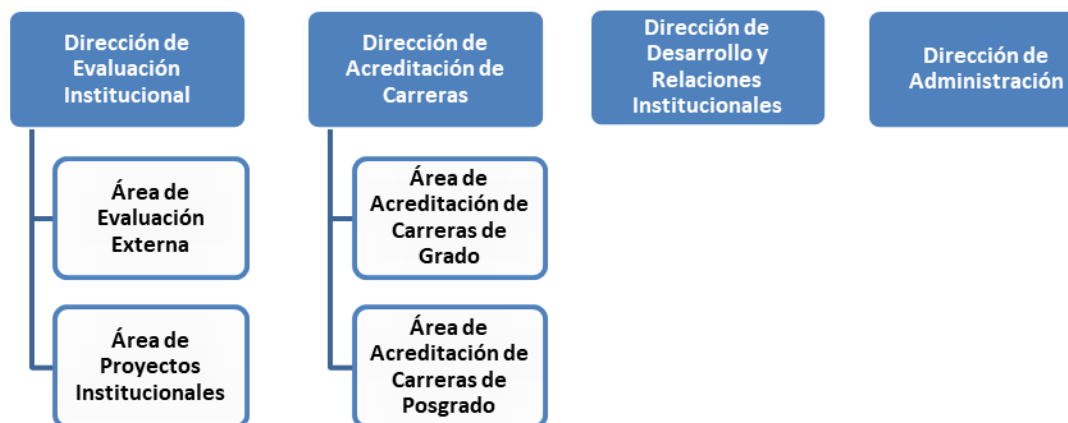 Dirección de
Evaluación
Institucional
Dirección de
Acreditación de
Carreras
Dirección de
Desarrollo y
Relaciones
Institucionales
Dirección de
Administración
Área de
Evaluación
Externa
Área de
Acreditación de
Carreras de
Grado
Área de
Proyectos
Institucionales
Área de
Acreditación de
Carreras de
Posgrado